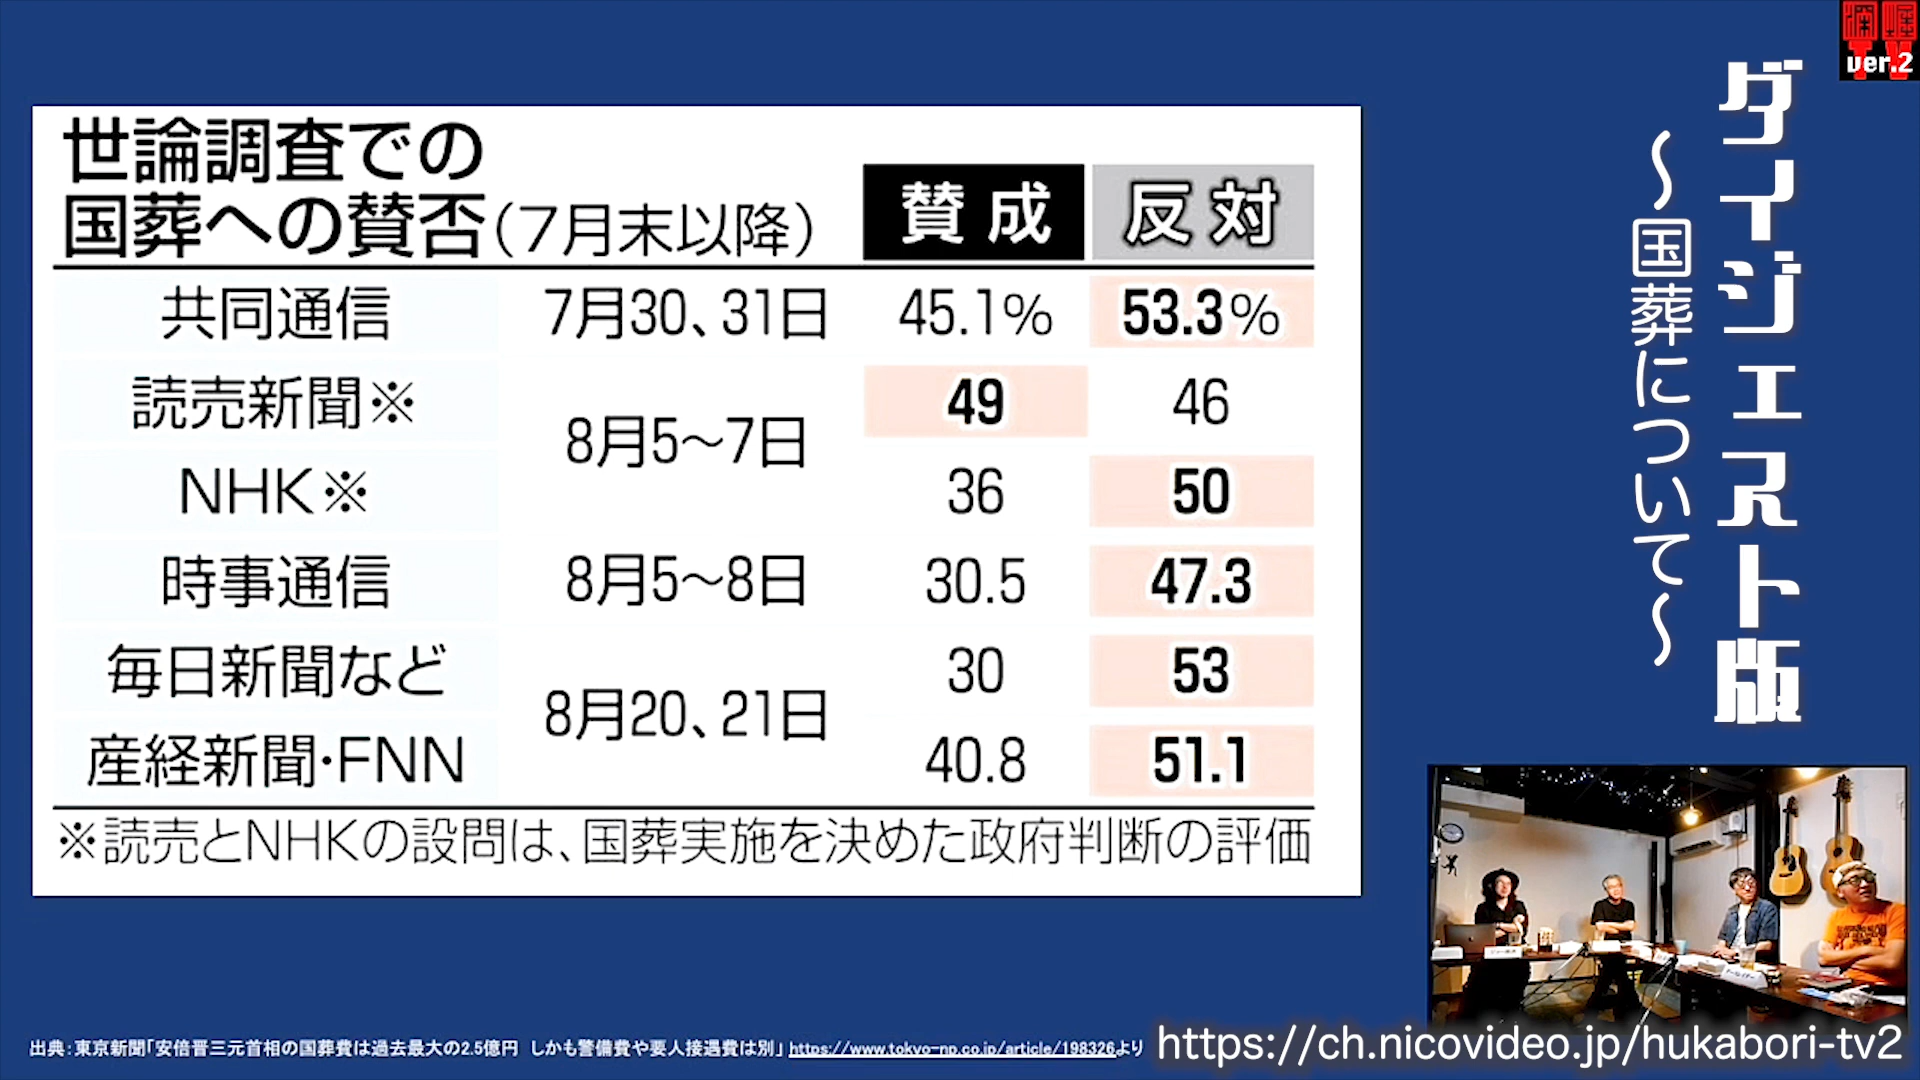 世論調査での
国葬への賛否(7月末以降) 賛成 反対
共同通信 7月30、31日 45.1% 53.3%
読売新聞※ 8月5〜7日 49 46
NHK※ 36 50
時事通信 8月5〜8日 30.5 47.3
毎日新聞など 8月20、21日 30 53
産経新聞・FNN 40.8 51.1
※読売とNHKの設問は、国葬実施を決めた政府判断の評価
深掘TV
ver.2
ダイジェスト版
〜国葬について〜
出典：東京新聞「安倍晋三元首相の国葬費は過去最大の2.5億円 しかも警備費や要人接遇費は別」 https://www.tokyo-np.co.jp/article/198326より
https://ch.nicovideo.jp/hukabori-tv2